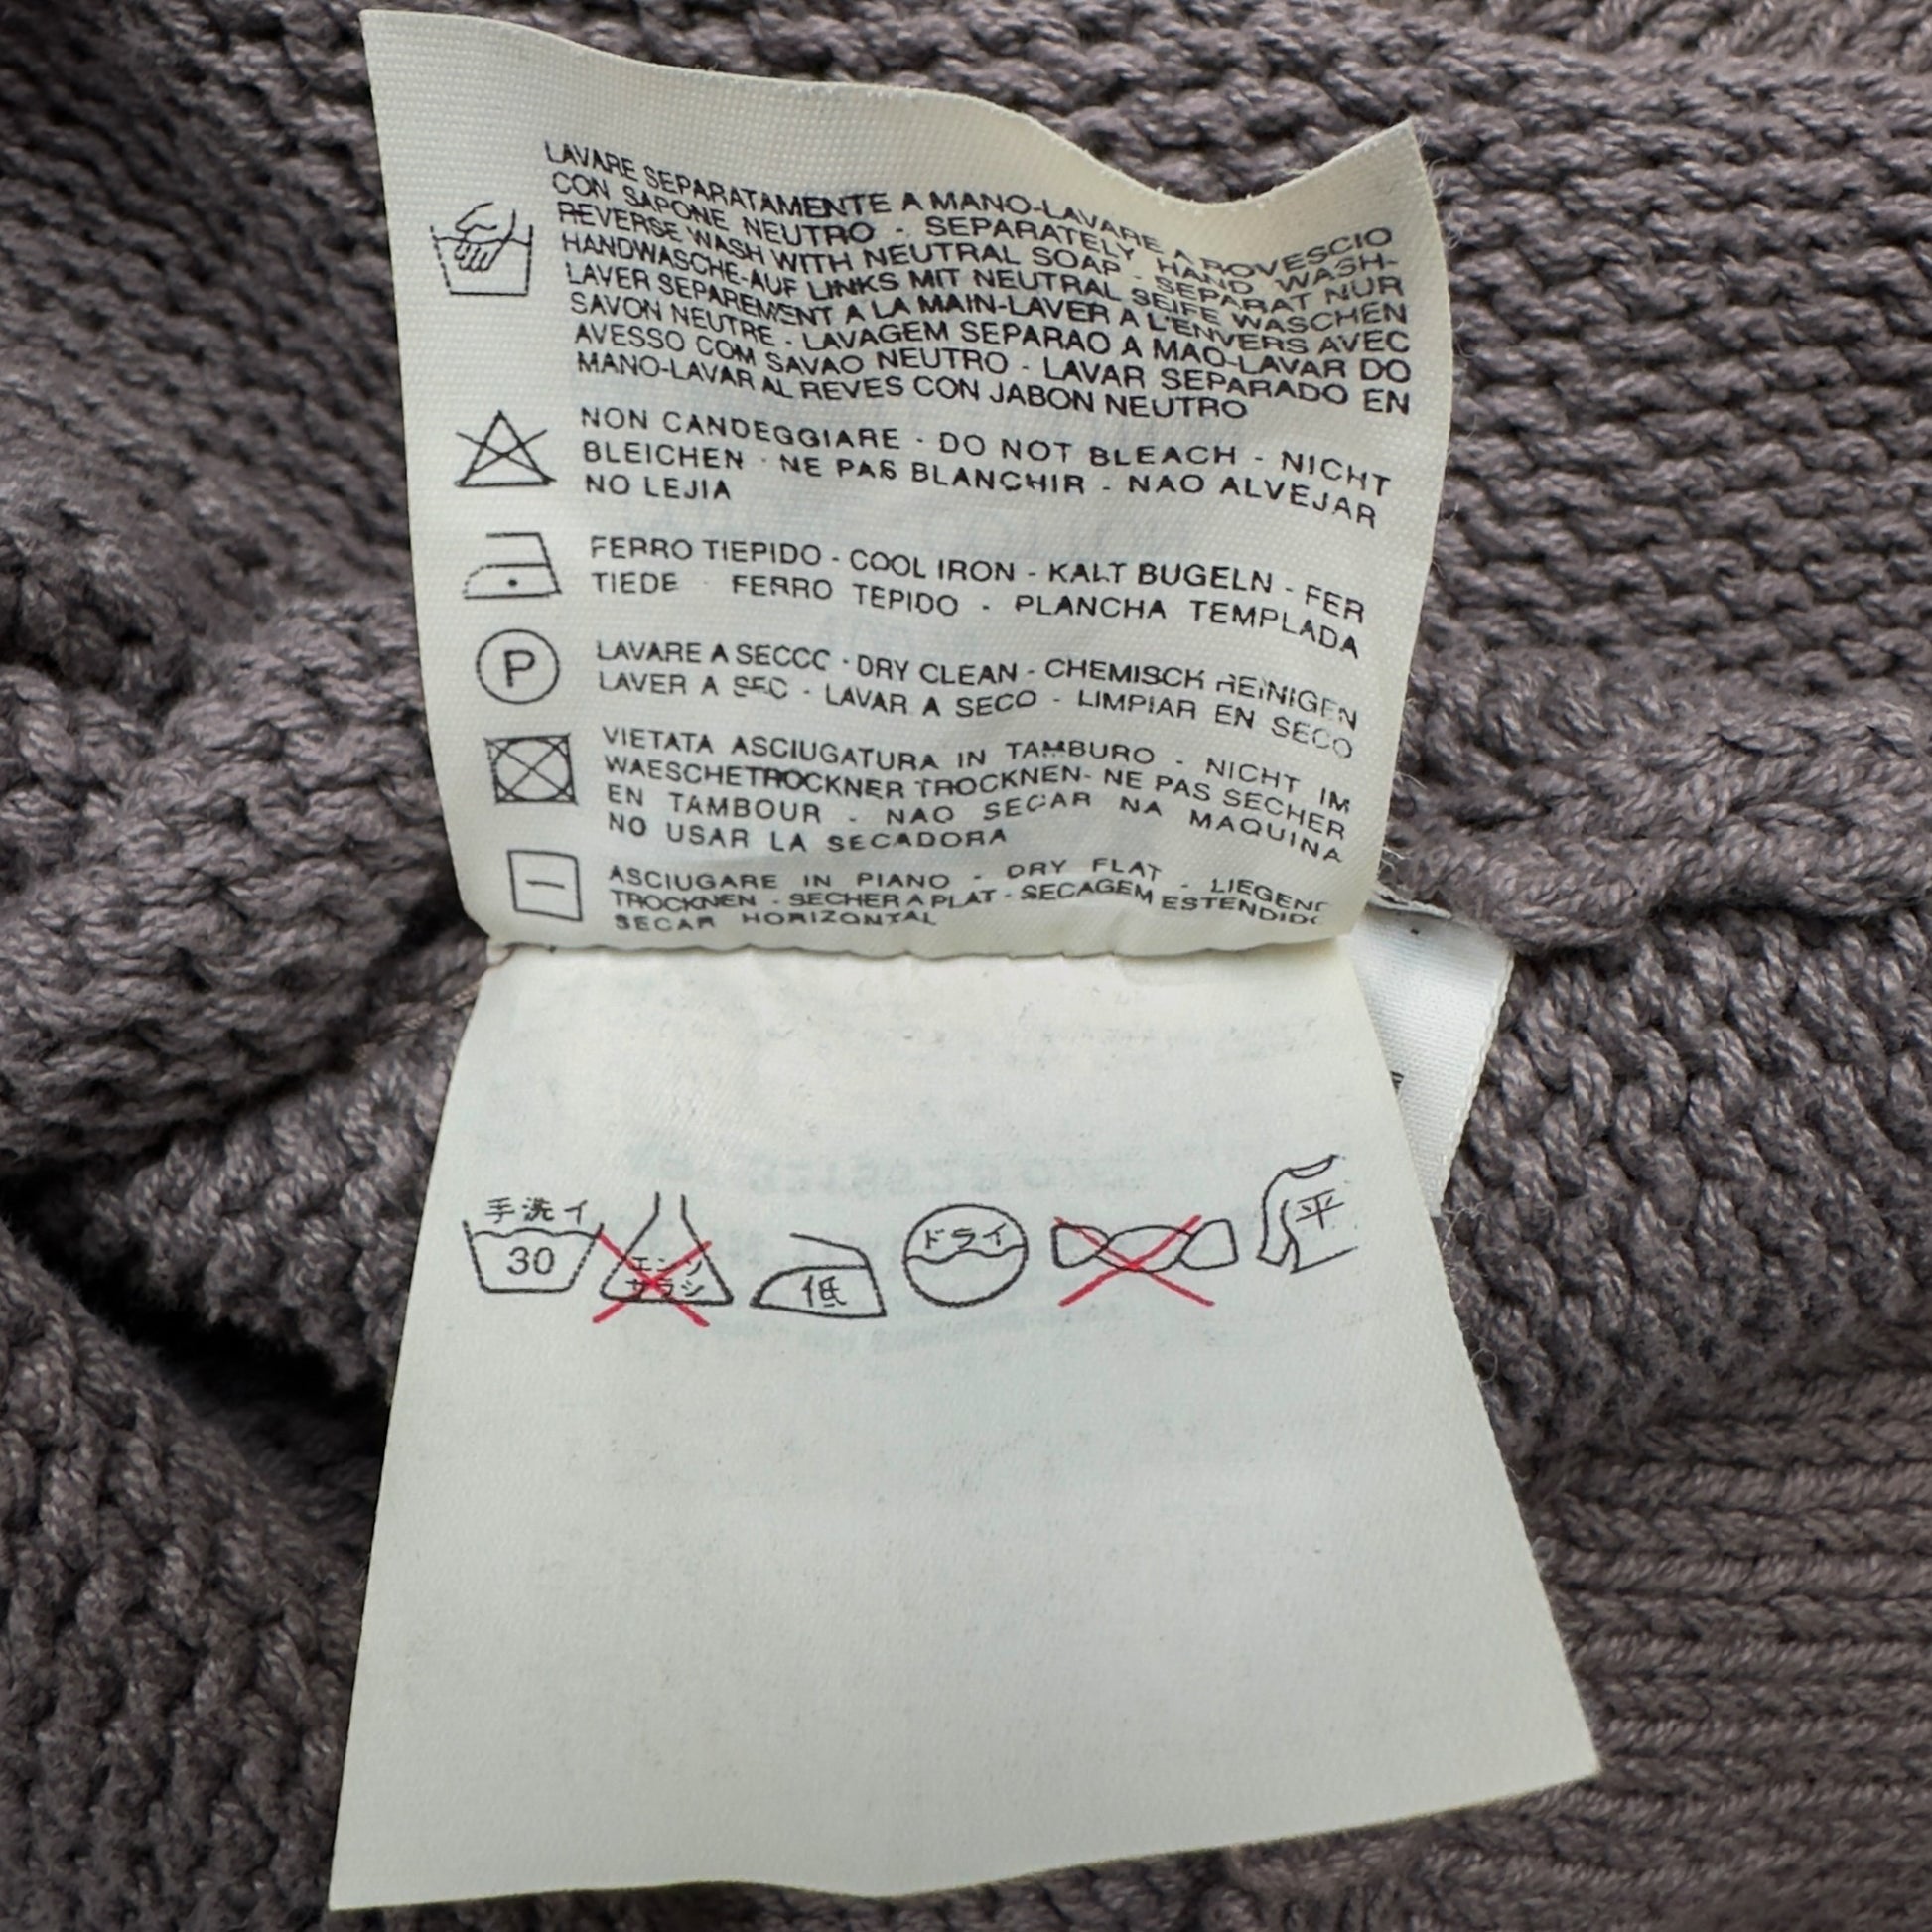 LAVARE SEPARATAMENTE A MANO-LAVARE A ROVESCIO
CON SAPONE NEUTRO - SEPARATELY HAND WASH-
REVERSE WASH WITH NEUTRAL SOAP - SEPARAT NUR
HANDWASCHE-AUF LINKS MIT NEUTRAL SEIFE WASCHEN
LAVER SEPAREMENT A LA MAIN-LAVER A L'ENVERS AVEC
SAVON NEUTRE - LAVAGEM SEPARAO A MAO-LAVAR DO
AVESSO COM SAVAO NEUTRO - LAVAR SEPARADO EN
MANO-LAVAR AL REVES CON JABON NEUTRO
NON CANDEGGIARE - DO NOT BLEACH - NICHT
BLEICHEN - NE PAS BLANCHIR - NAO ALVEJAR
NO LEJIA
FERRO TIEPIDO - COOL IRON - KALT BUGELN - FER
TIEDE - FERRO TEPIDO - PLANCHA TEMPLADA
P
LAVARE A SECCO - DRY CLEAN - CHEMISCH REINIGEN
LAVER A SEC - LAVAR A SECO - LIMPIAR EN SECO
VIETATA ASCIUGATURA IN TAMBURO - NICHT IM
WAESCHETROCKNER TROCKNEN- NE PAS SECHER
EN TAMBOUR - NAO SECAR NA MAQUINA
NO USAR LA SECADORA
ASCIUGARE IN PIANO - DRY FLAT - LIEGEND
TROCKNEN - SECHER A PLAT - SECAGEM ESTENDIDO
SECAR HORIZONTAL
手洗イ
30
エンソ
サラシ
低
ドライ
平